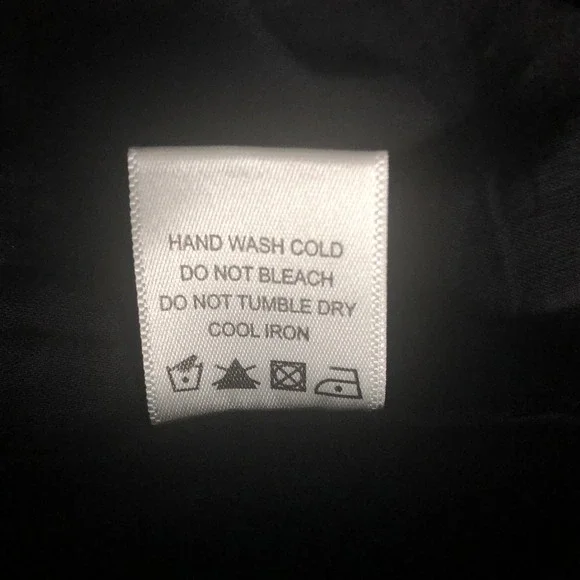 HAND WASH COLD
DO NOT BLEACH
DO NOT TUMBLE DRY
COOL IRON